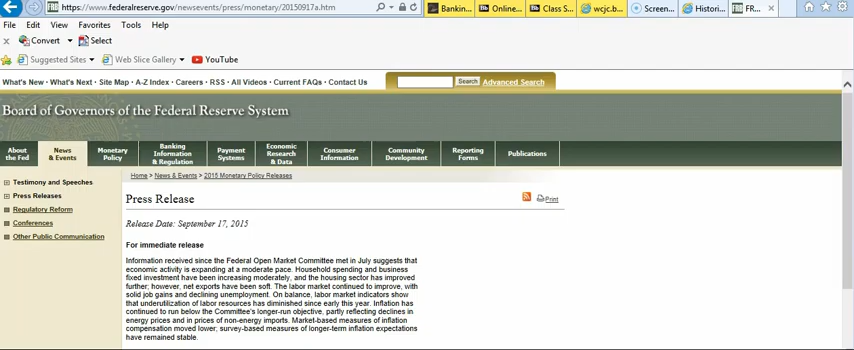 https://www.federalreserve.gov/newsevents/press/monetary/20150917a.htm
Bankin...
Online...
Class S...
wcjc.b...
Screen...
Histori...
FR...
File Edit View Favorites Tools Help
Convert Select
Suggested Sites Web Slice Gallery YouTube
What's New · What's Next · Site Map · A-Z Index · Careers · RSS · All Videos · Current FAQs · Contact Us
Search Advanced Search
Board of Governors of the Federal Reserve System
About the Fed
News & Events
Monetary Policy
Banking Information & Regulation
Payment Systems
Economic Research & Data
Consumer Information
Community Development
Reporting Forms
Publications
Testimony and Speeches
Press Releases
Regulatory Reform
Conferences
Other Public Communication
Home > News & Events > 2015 Monetary Policy Releases
Press Release
Print
Release Date: September 17, 2015
For immediate release
Information received since the Federal Open Market Committee met in July suggests that
economic activity is expanding at a moderate pace. Household spending and business
fixed investment have been increasing moderately, and the housing sector has improved
further; however, net exports have been soft. The labor market continued to improve, with
solid job gains and declining unemployment. On balance, labor market indicators show
that underutilization of labor resources has diminished since early this year. Inflation has
continued to run below the Committee's longer-run objective, partly reflecting declines in
energy prices and in prices of non-energy imports. Market-based measures of inflation
compensation moved lower; survey-based measures of longer-term inflation expectations
have remained stable.